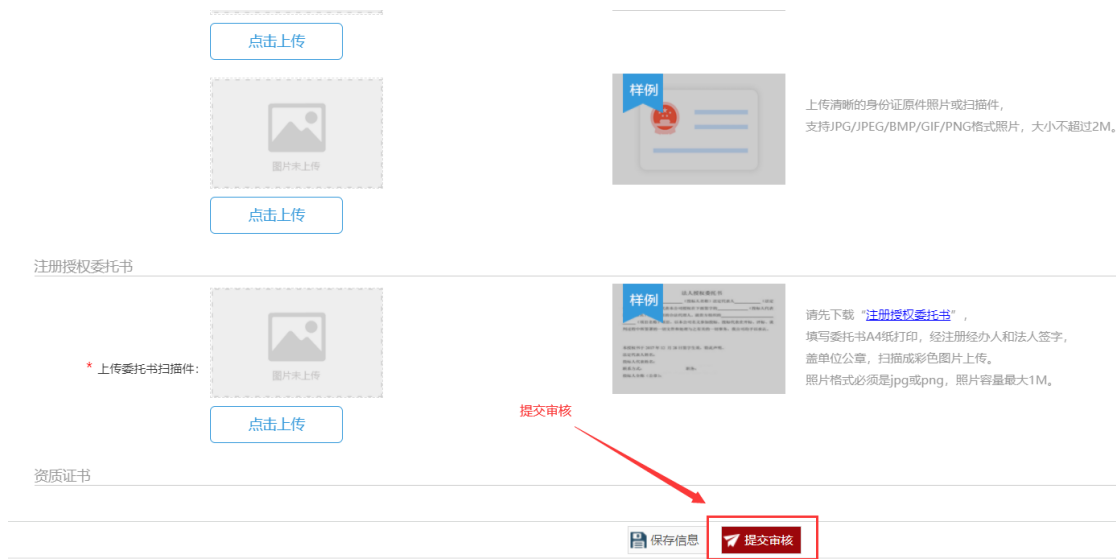 点击上传
图片未上传
样例
上传清晰的身份证原件照片或扫描件，
支持JPG/JPEG/BMP/GIF/PNG格式照片，大小不超过2M。
点击上传
注册授权委托书
* 上传委托书扫描件：
图片未上传
样例
法人授权委托书
请先下载“注册授权委托书”，
填写委托书A4纸打印，经注册经办人和法人签字，
盖单位公章，扫描成彩色图片上传。
照片格式必须是jpg或png，照片容量最大1M。
点击上传
提交审核
资质证书
保存信息
提交审核